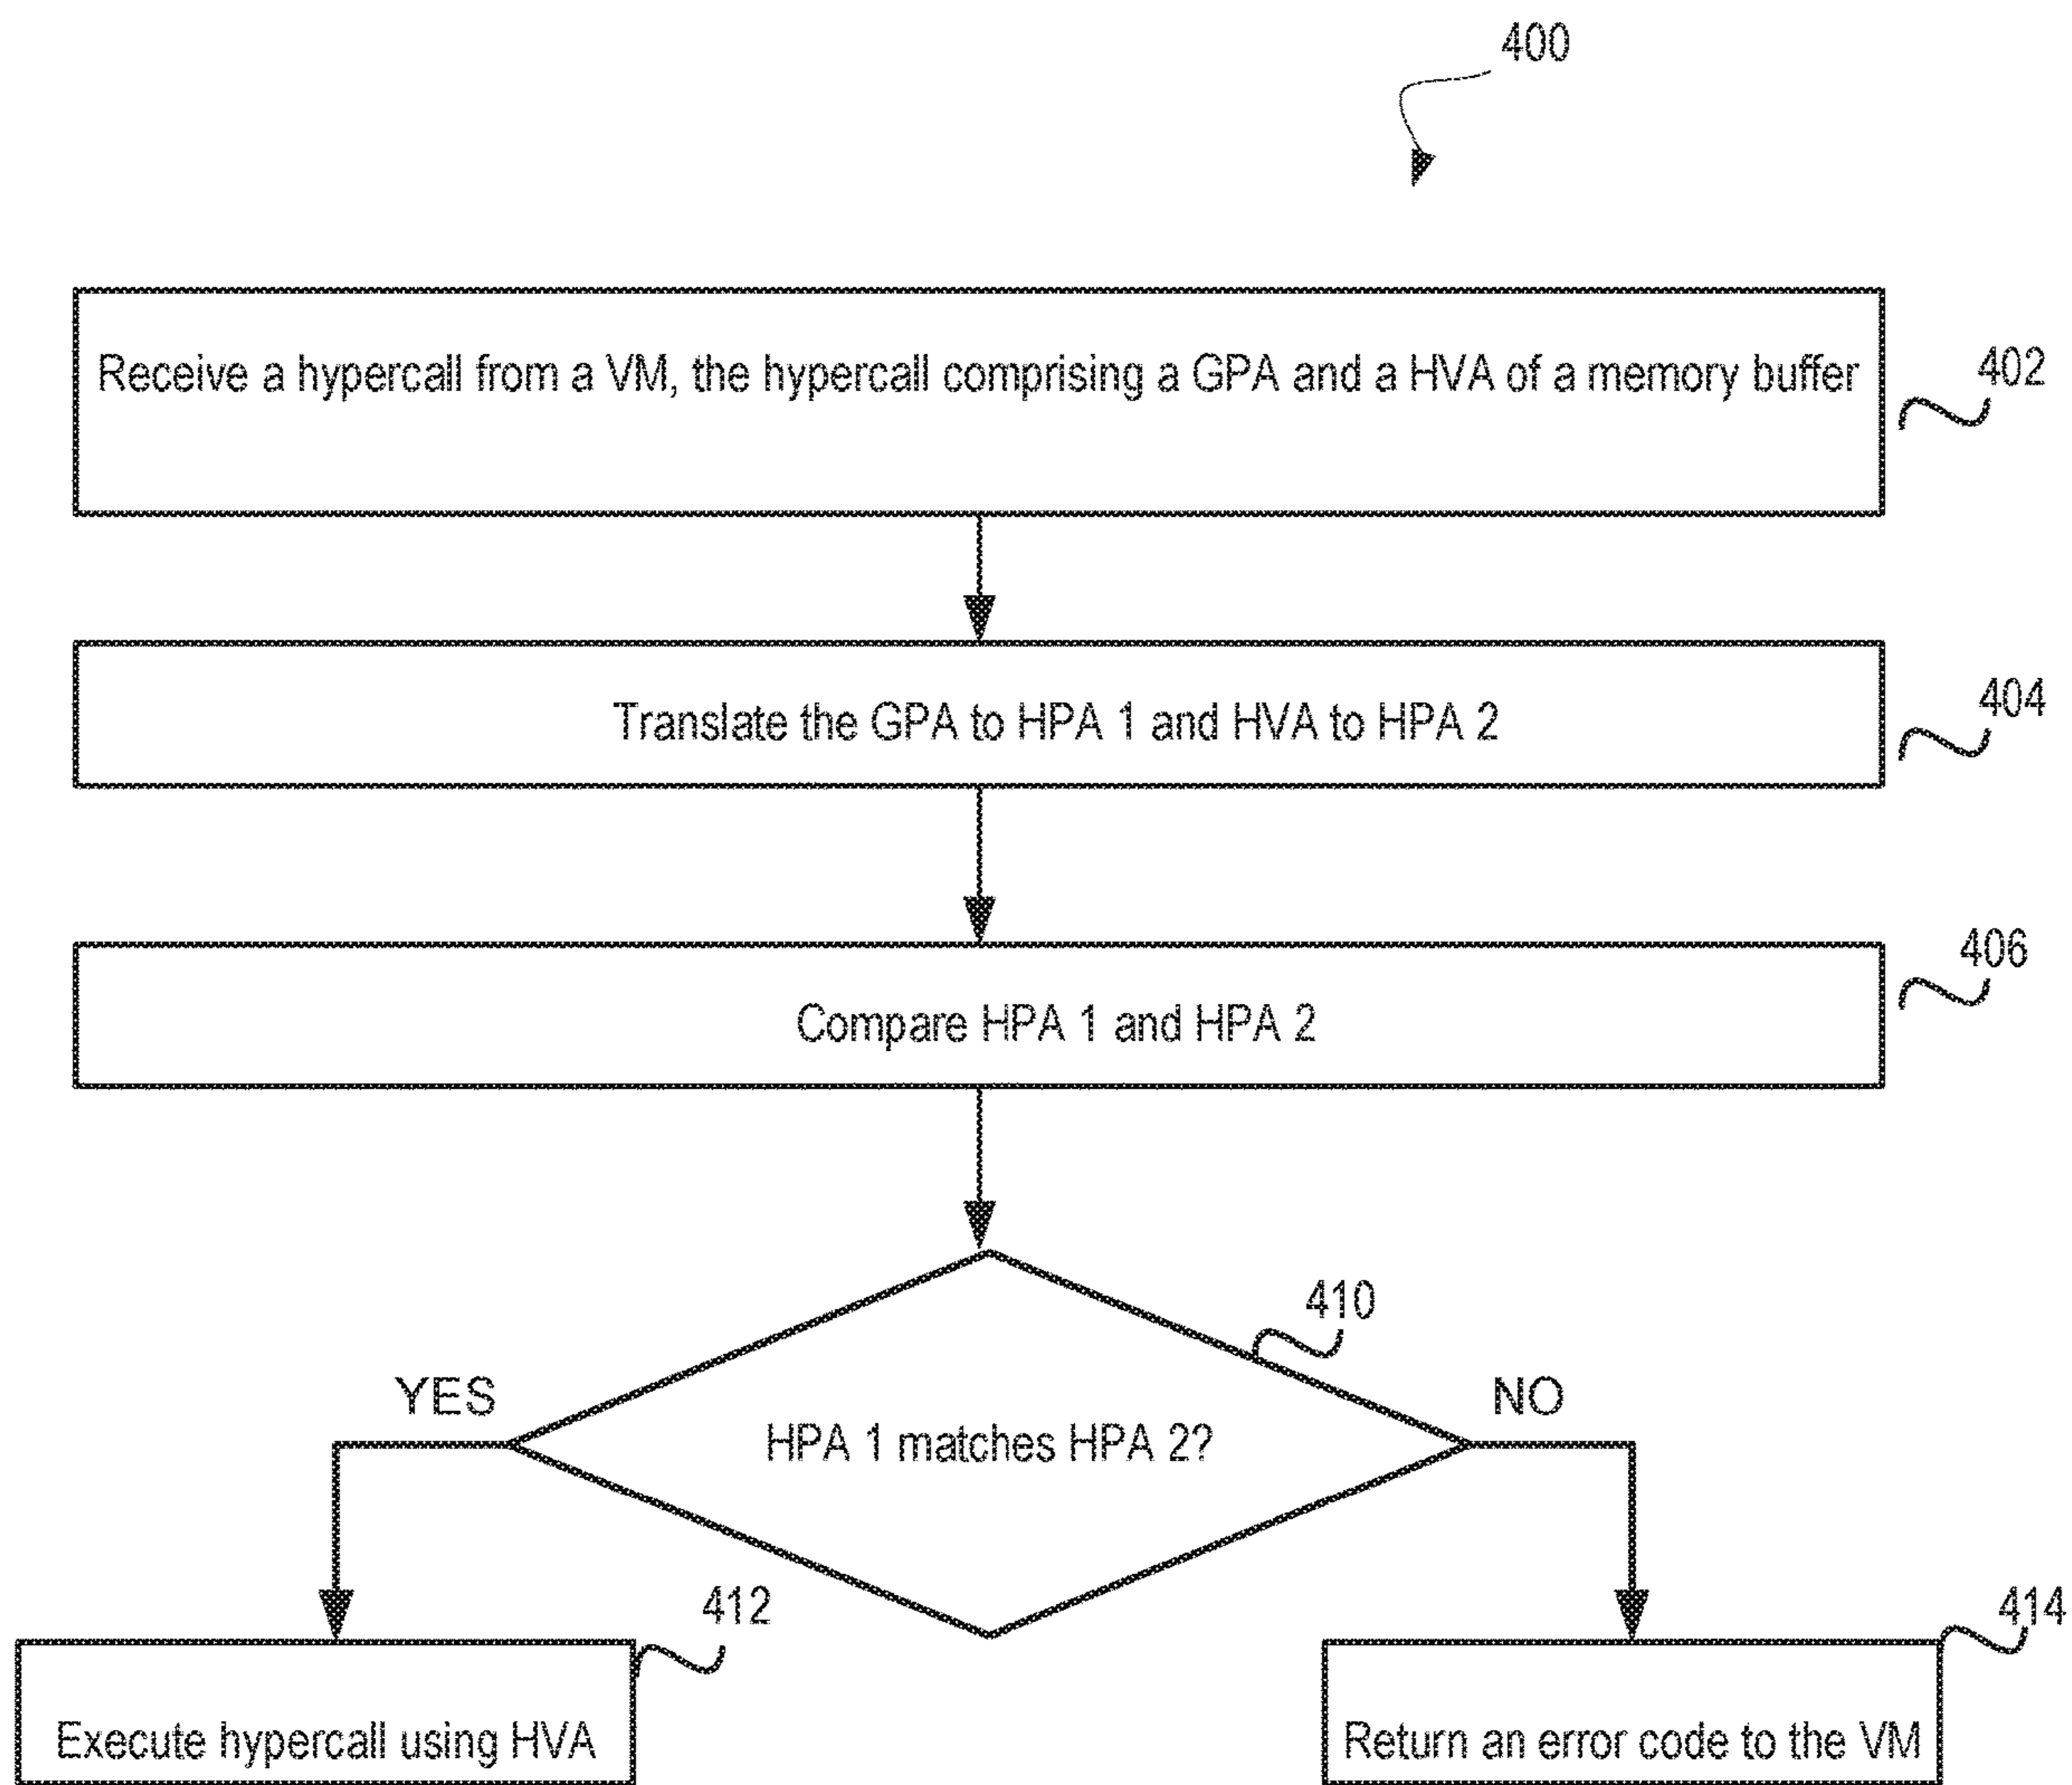 400
Receive a hypercall from a VM, the hypercall comprising a GPA and a HVA of a memory buffer
402
Translate the GPA to HPA 1 and HVA to HPA 2
404
Compare HPA 1 and HPA 2
406
410
YES
NO
HPA 1 matches HPA 2?
412
414
Execute hypercall using HVA
Return an error code to the VM